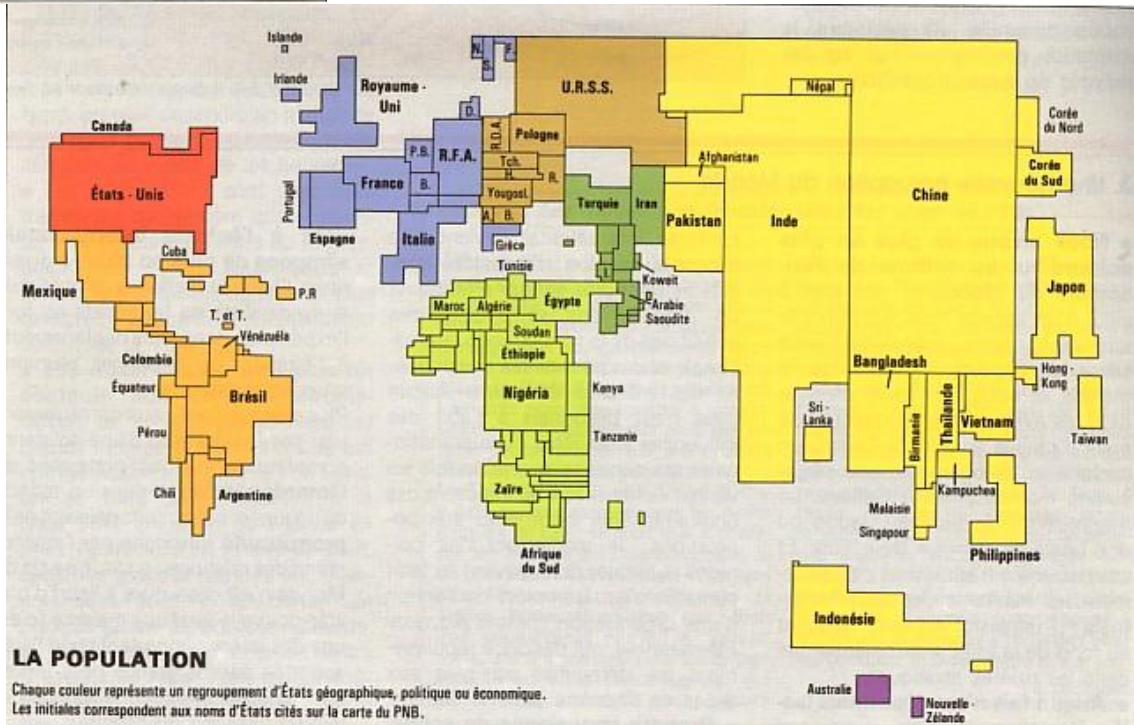 Islande
Irlande
Royaume - Uni
N.
S.
F.
U.R.S.S.
Népal
Corée du Nord
Canada
D.
R.D.A.
Pologne
P.B.
R.F.A.
Tch.
H.
R.
Afghanistan
Chine
Corée du Sud
États - Unis
Portugal
France
B.
Yougosl.
Turquie
Iran
Pakistan
Inde
A.
B.
Espagne
Italie
Grèce
Cuba
Tunisie
Koweït
Mexique
P.R
Maroc
Algérie
Égypte
Arabie Saoudite
Japon
T. et T.
Vénézuéla
Soudan
Colombie
Éthiopie
Bangladesh
Hong - Kong
Équateur
Brésil
Nigéria
Kenya
Sri - Lanka
Birmanie
Thaïlande
Vietnam
Taïwan
Pérou
Tanzanie
Chili
Argentine
Zaïre
Kampuchea
Malaisie
Singapour
Afrique du Sud
Philippines
Indonésie
LA POPULATION
Chaque couleur représente un regroupement d'États géographique, politique ou économique.
Les initiales correspondent aux noms d'États cités sur la carte du PNB.
Australie
Nouvelle Zélande